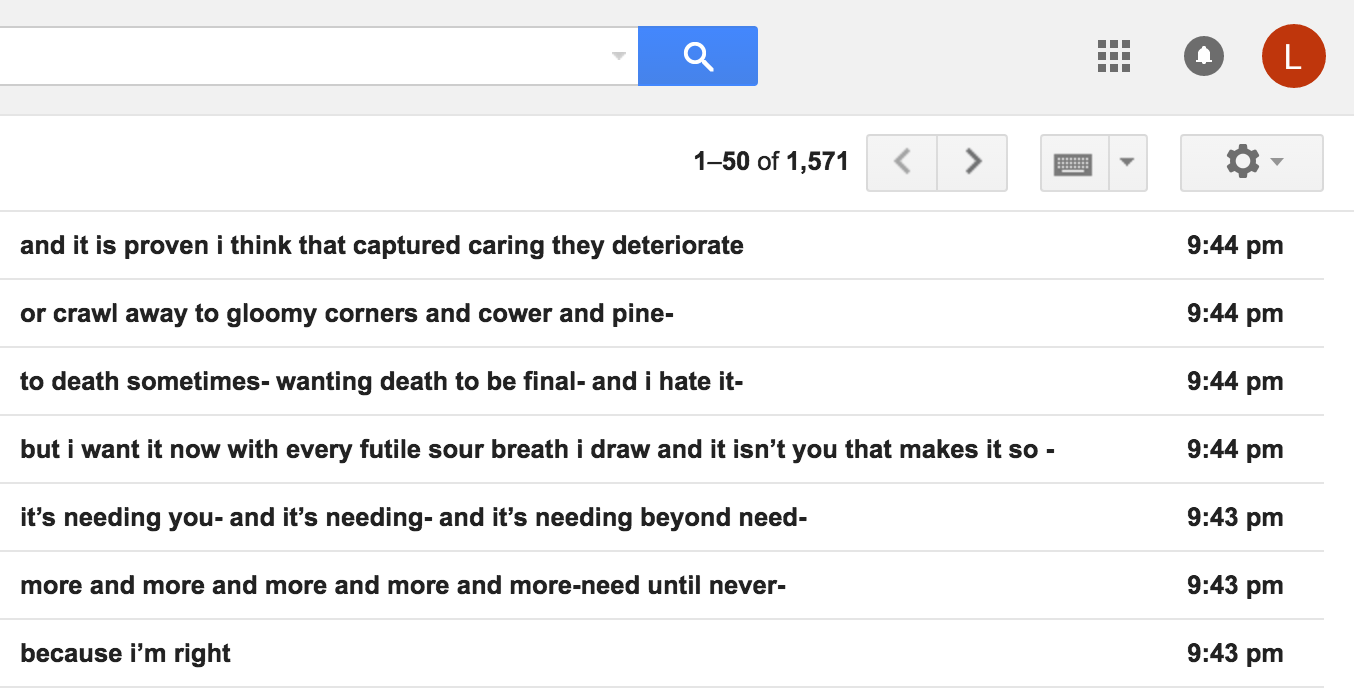 L
1–50 of 1,571
and it is proven i think that captured caring they deteriorate 9:44 pm
or crawl away to gloomy corners and cower and pine- 9:44 pm
to death sometimes- wanting death to be final- and i hate it- 9:44 pm
but i want it now with every futile sour breath i draw and it isn’t you that makes it so - 9:44 pm
it’s needing you- and it’s needing- and it’s needing beyond need- 9:43 pm
more and more and more and more and more-need until never- 9:43 pm
because i’m right 9:43 pm